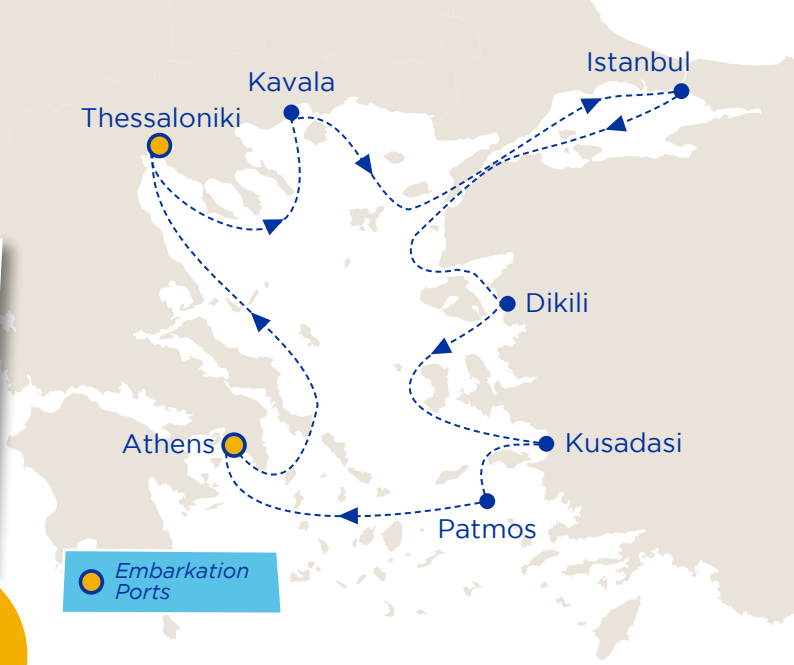 Istanbul
Kavala
Thessaloniki
Dikili
Athens
Kusadasi
Patmos
Embarkation
Ports